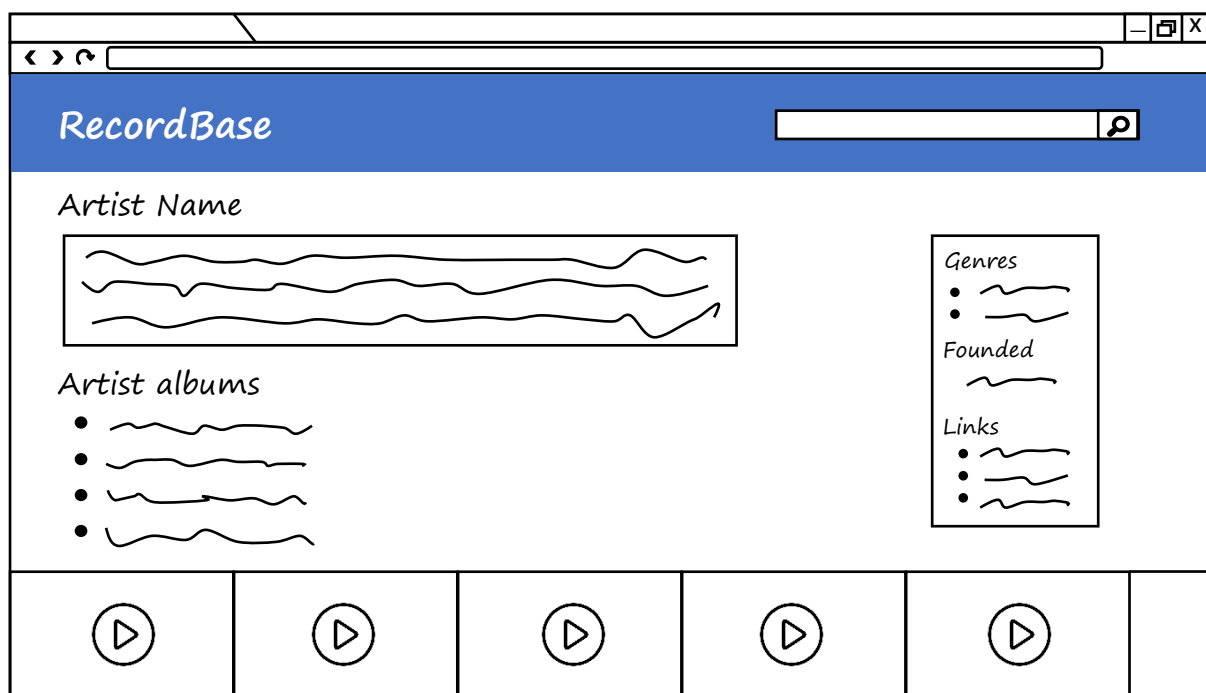 X
RecordBase
Artist Name
Artist albums
Genres
Founded
Links